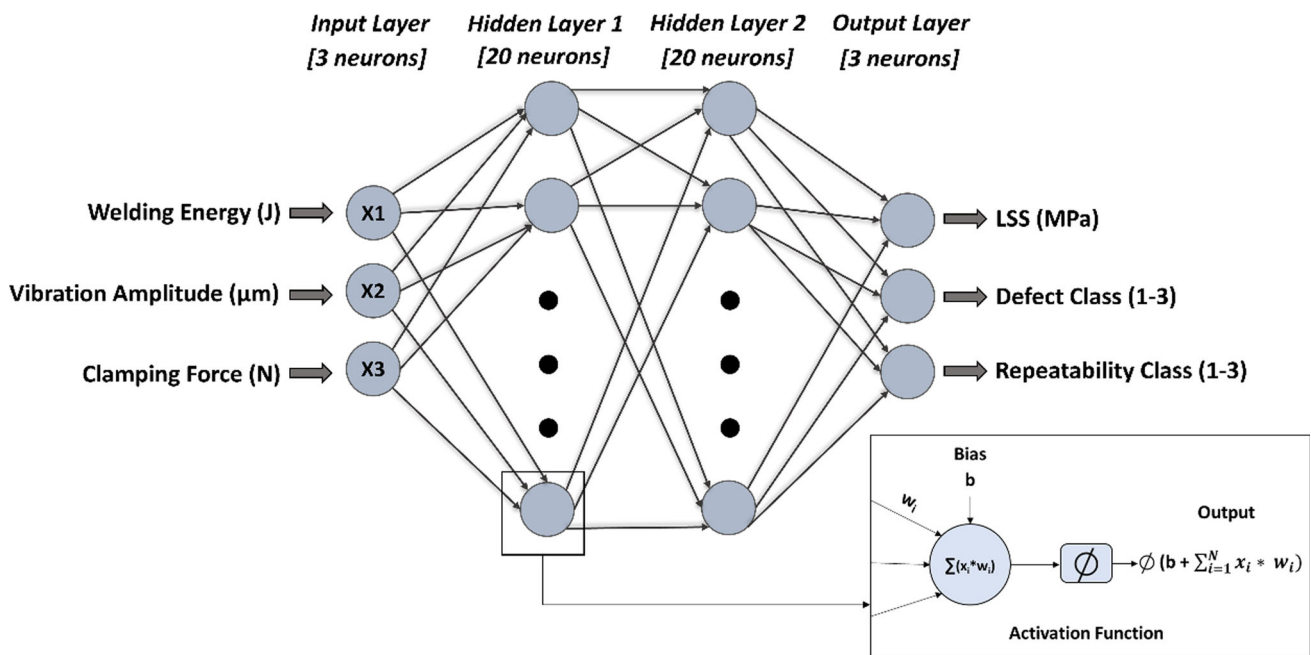 Input Layer
[3 neurons]
Hidden Layer 1
[20 neurons]
Hidden Layer 2
[20 neurons]
Output Layer
[3 neurons]
Welding Energy (J)
X1
LSS (MPa)
Vibration Amplitude (µm)
X2
Defect Class (1-3)
Clamping Force (N)
X3
Repeatability Class (1-3)
Bias
b
wᵢ
Output
∑(xᵢ*wᵢ)
∅
∅ (b + ∑ᵢ₌₁ᴺ xᵢ * wᵢ)
Activation Function